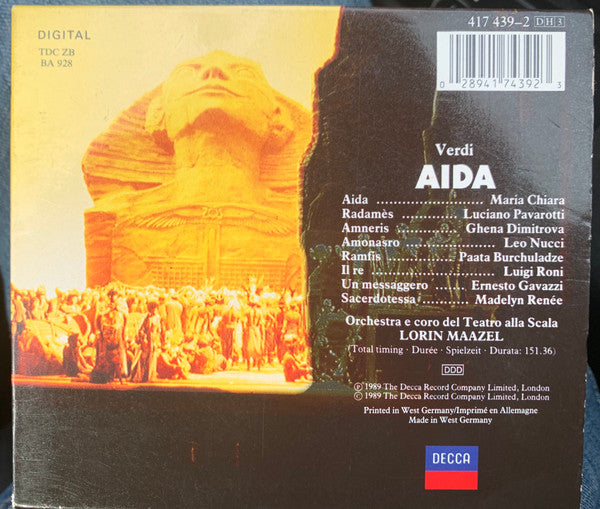 DIGITAL
TDC ZB
BA 928
417 439-2 DH 3
0 28941 74392 3
Verdi
AIDA
Aida ........................ Maria Chiara
Radamès ............ Luciano Pavarotti
Amneris ............... Ghena Dimitrova
Amonasro ...................... Leo Nucci
Ramfis ............ Paata Burchuladze
Il re ............................ Luigi Roni
Un messaggero ....... Ernesto Gavazzi
Sacerdotessa .......... Madelyn Renée
Orchestra e coro del Teatro alla Scala
LORIN MAAZEL
(Total timing · Durée · Spielzeit · Durata: 151.36)
DDD
℗ 1989 The Decca Record Company Limited, London
© 1989 The Decca Record Company Limited, London
Printed in West Germany/Imprimé en Allemagne
Made in West Germany
DECCA